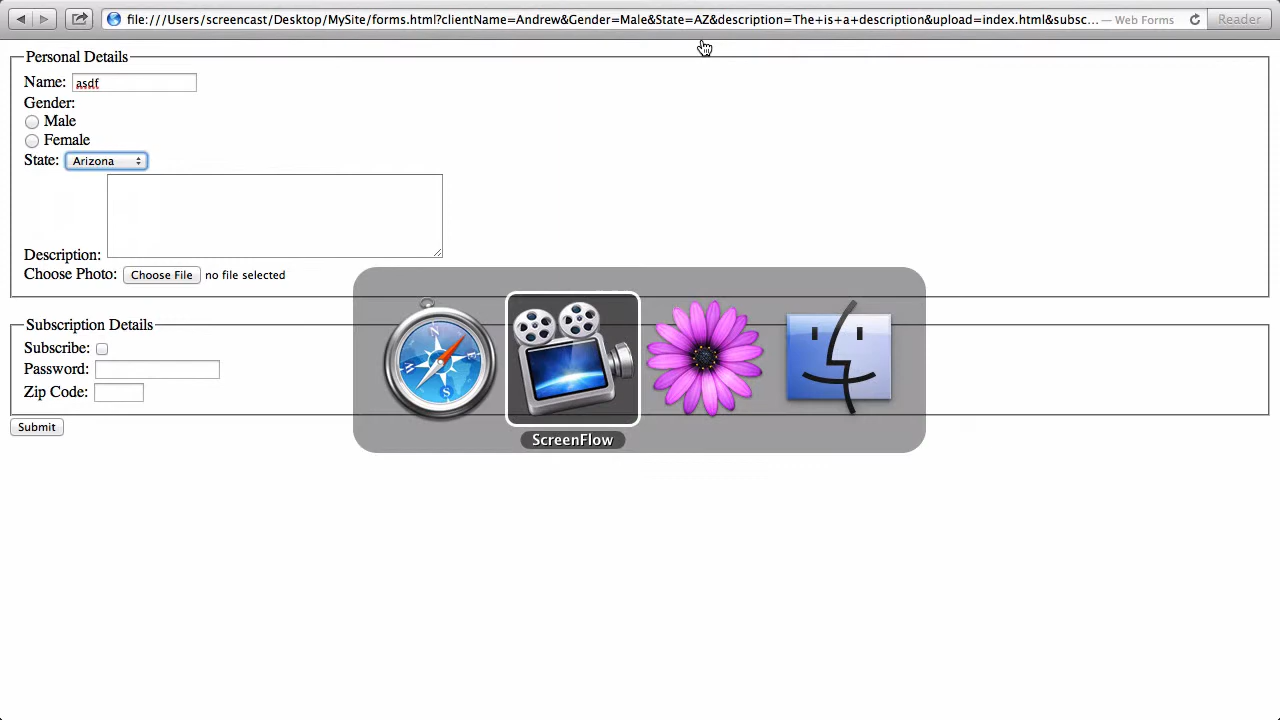 file:///Users/screencast/Desktop/MySite/forms.html?clientName=Andrew&Gender=Male&State=AZ&description=The+is+a+description&upload=index.html&subsc... — Web Forms Reader
Personal Details
Name: asdf
Gender:
Male
Female
State: Arizona
Description:
Choose Photo: Choose File no file selected
Subscription Details
Subscribe:
Password:
Zip Code:
Submit
N
E
S
W
ScreenFlow